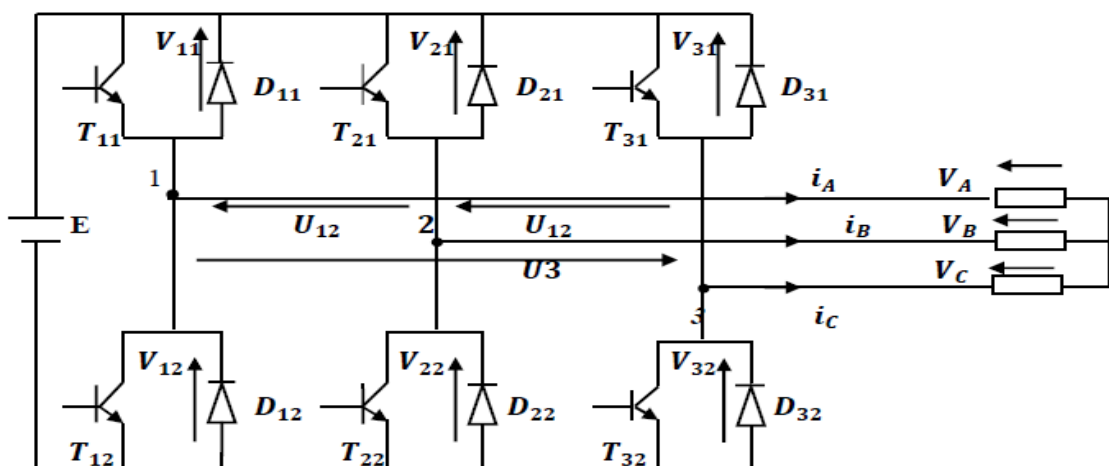 V11 V21 V31
D11 D21 D31
T11 T21 T31
1 iA VA
E U12 2 U12 iB VB
U3 VC
3 iC
V12 V22 V32
D12 D22 D32
T12 T22 T32